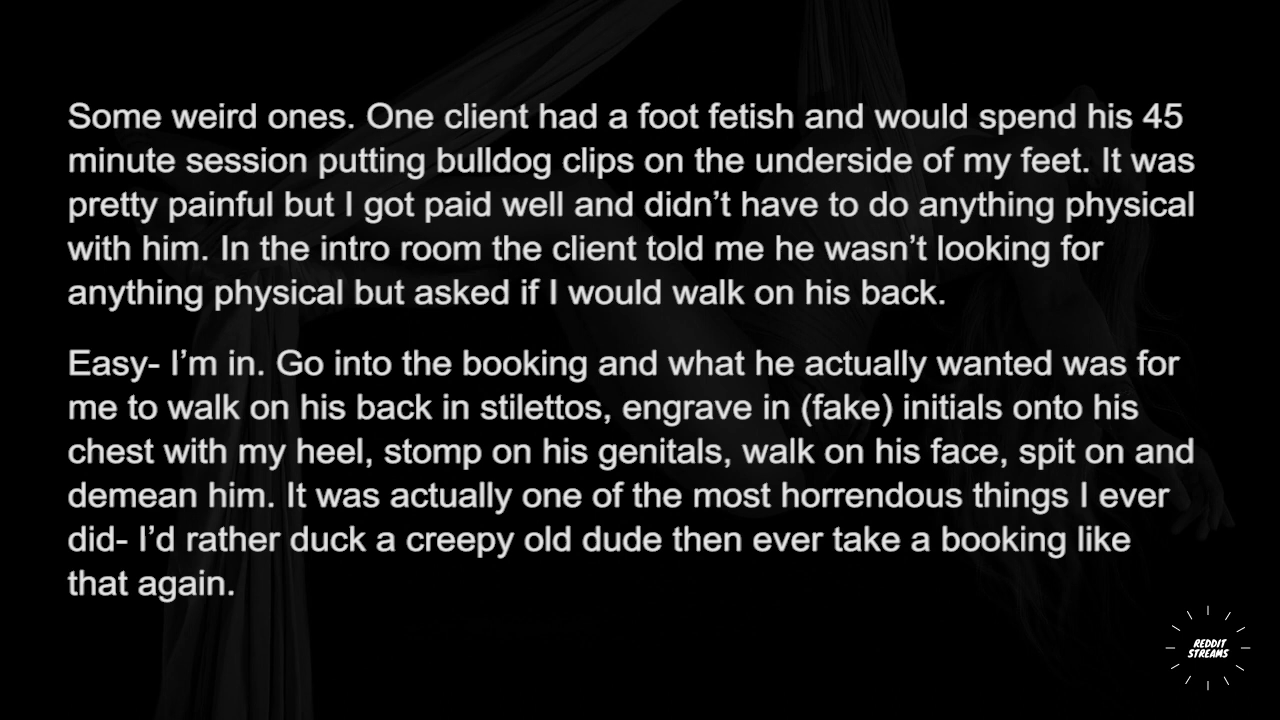 Some weird ones. One client had a foot fetish and would spend his 45
minute session putting bulldog clips on the underside of my feet. It was
pretty painful but I got paid well and didn’t have to do anything physical
with him. In the intro room the client told me he wasn’t looking for
anything physical but asked if I would walk on his back.
Easy- I’m in. Go into the booking and what he actually wanted was for
me to walk on his back in stilettos, engrave in (fake) initials onto his
chest with my heel, stomp on his genitals, walk on his face, spit on and
demean him. It was actually one of the most horrendous things I ever
did- I’d rather duck a creepy old dude then ever take a booking like
that again.
REDDIT
STREAMS